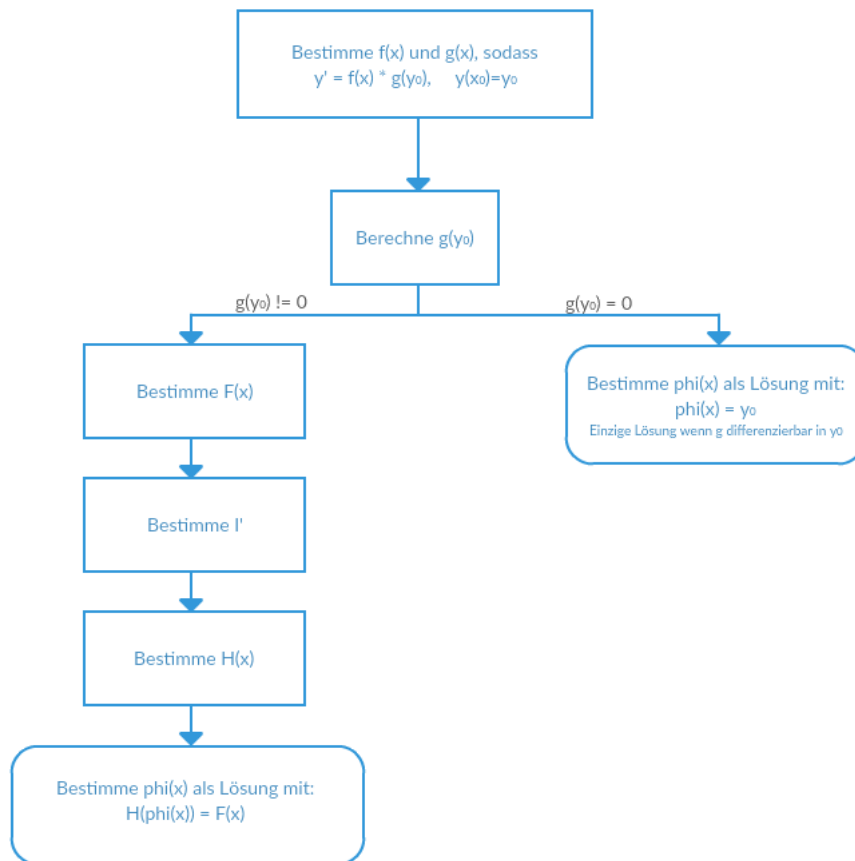 Bestimme f(x) und g(x), sodass
y' = f(x) * g(y₀), y(x₀)=y₀
Berechne g(y₀)
g(y₀) != 0
g(y₀) = 0
Bestimme F(x)
Bestimme phi(x) als Lösung mit:
phi(x) = y₀
Einzige Lösung wenn g differenzierbar in y0
Bestimme I'
Bestimme H(x)
Bestimme phi(x) als Lösung mit:
H(phi(x)) = F(x)